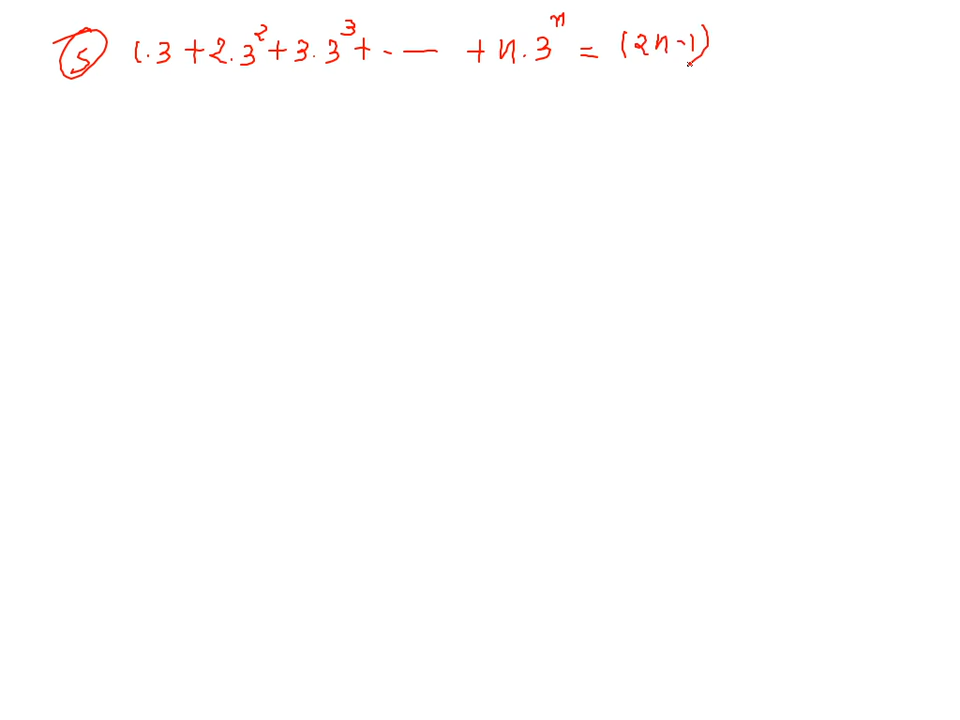 ⑤ 1.3 + 2.3² + 3.3³ + - — + n.3ⁿ = (2n-1)